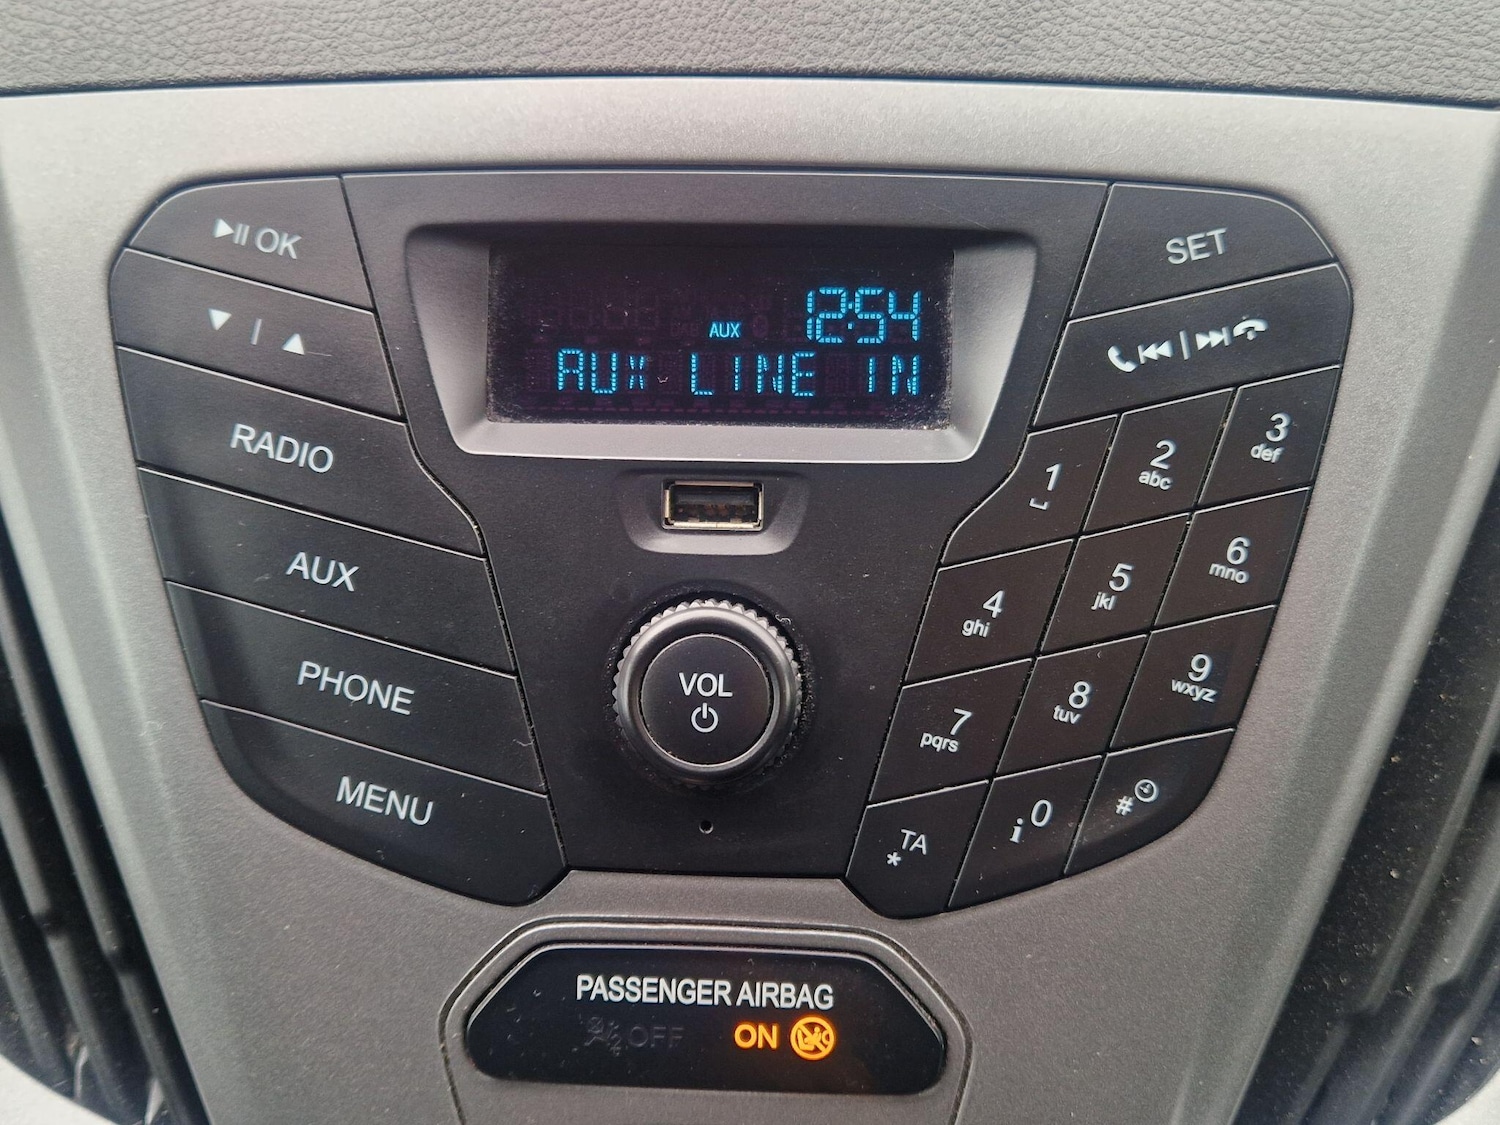 OK
SET
12:54
AUX
AUX LINE IN
RADIO
AUX
PHONE
MENU
VOL
1
2
abc
3
def
4
ghi
5
jkl
6
mno
7
pqrs
8
tuv
9
wxyz
* TA
i 0
#
PASSENGER AIRBAG
OFF
ON